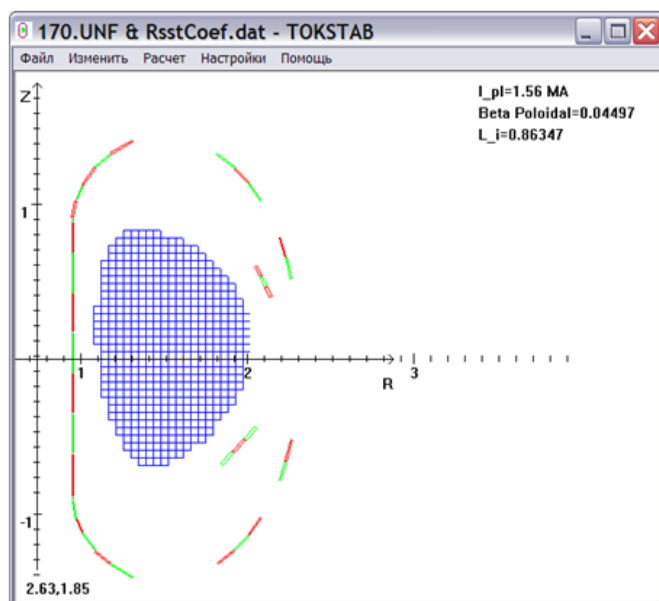 170.UNF & RsstCoef.dat - TOKSTAB
Файл Изменить Расчет Настройки Помощь
I_pl=1.56 MA
Beta Poloidal=0.04497
L_i=0.86347
Z
1
1 2 3
R
-1
2.63,1.85